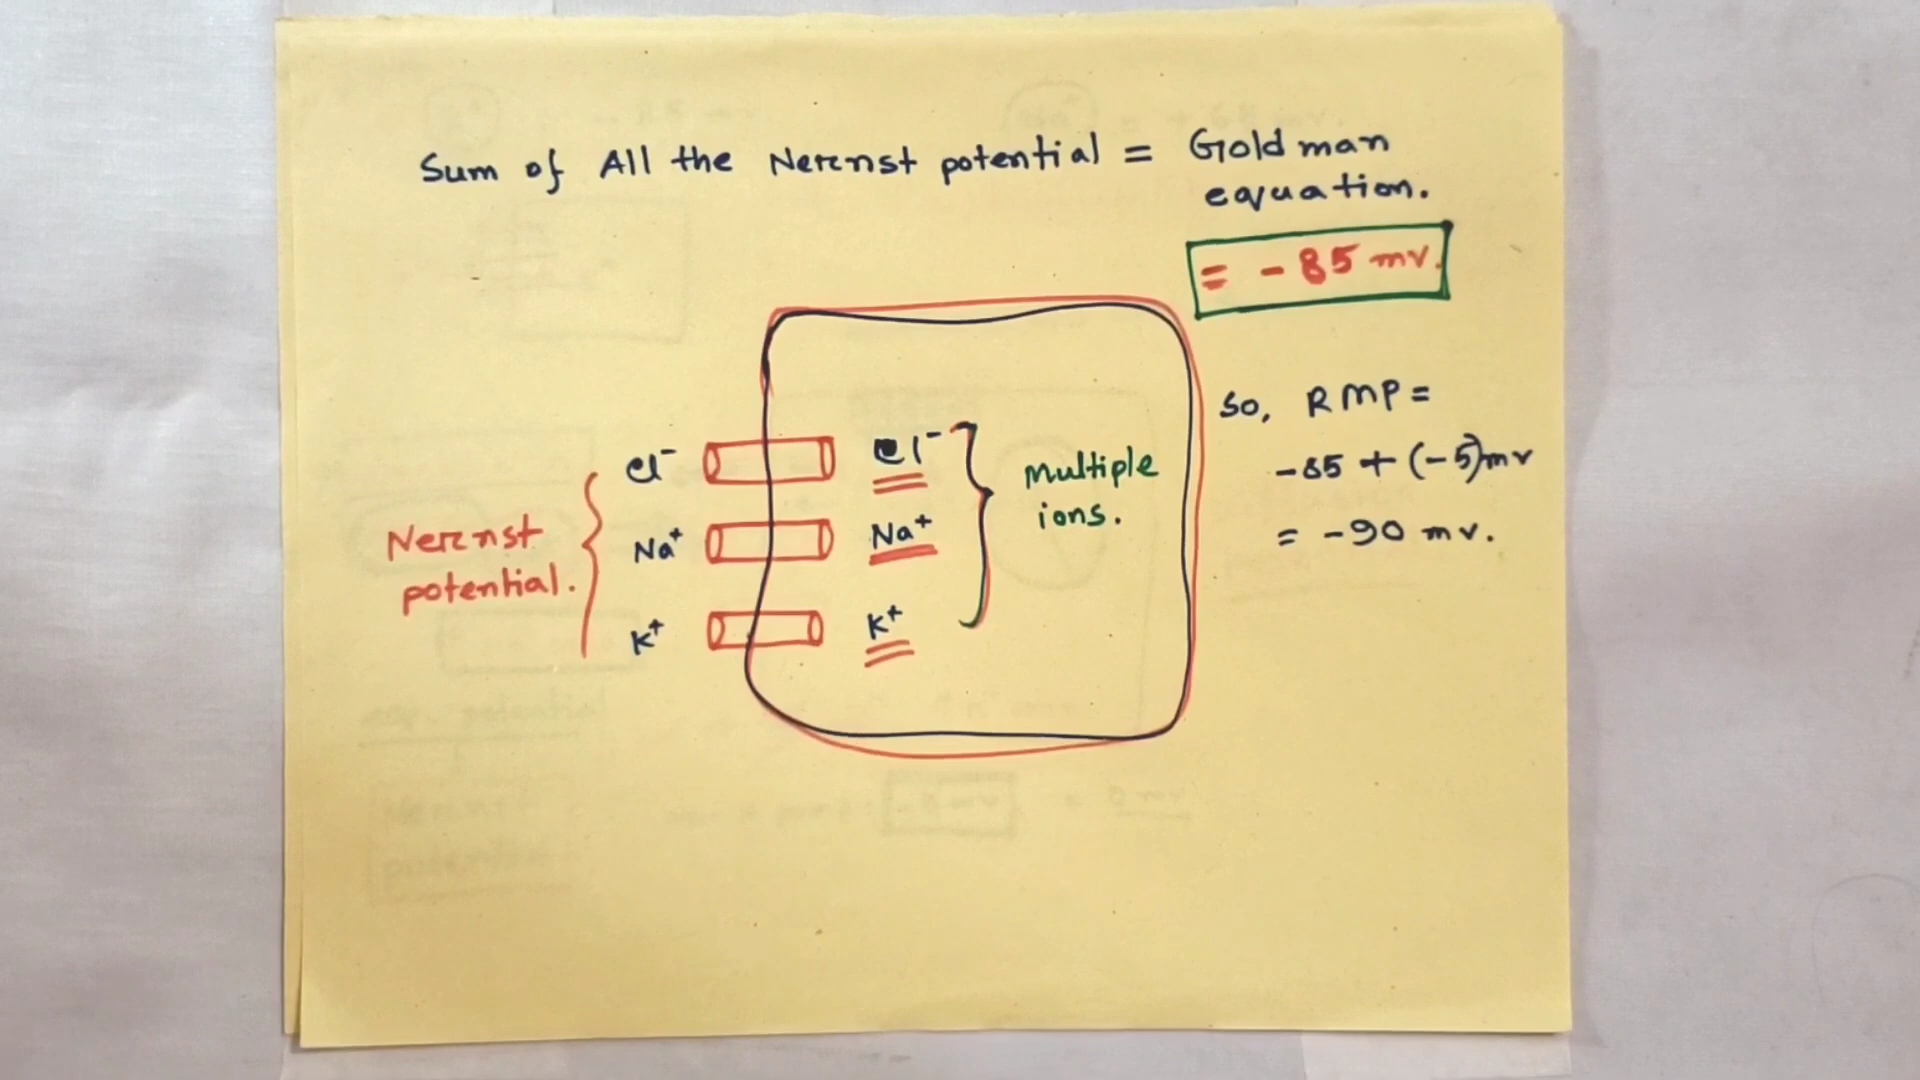 Sum of All the Nernst potential = Goldman
equation.
= - 85 mv.
So, RMP =
-85 + (-5)mv
= -90 mv.
Cl⁻ Cl⁻
Multiple
ions.
Nernst
potential.
Na⁺ Na⁺
K⁺ K⁺